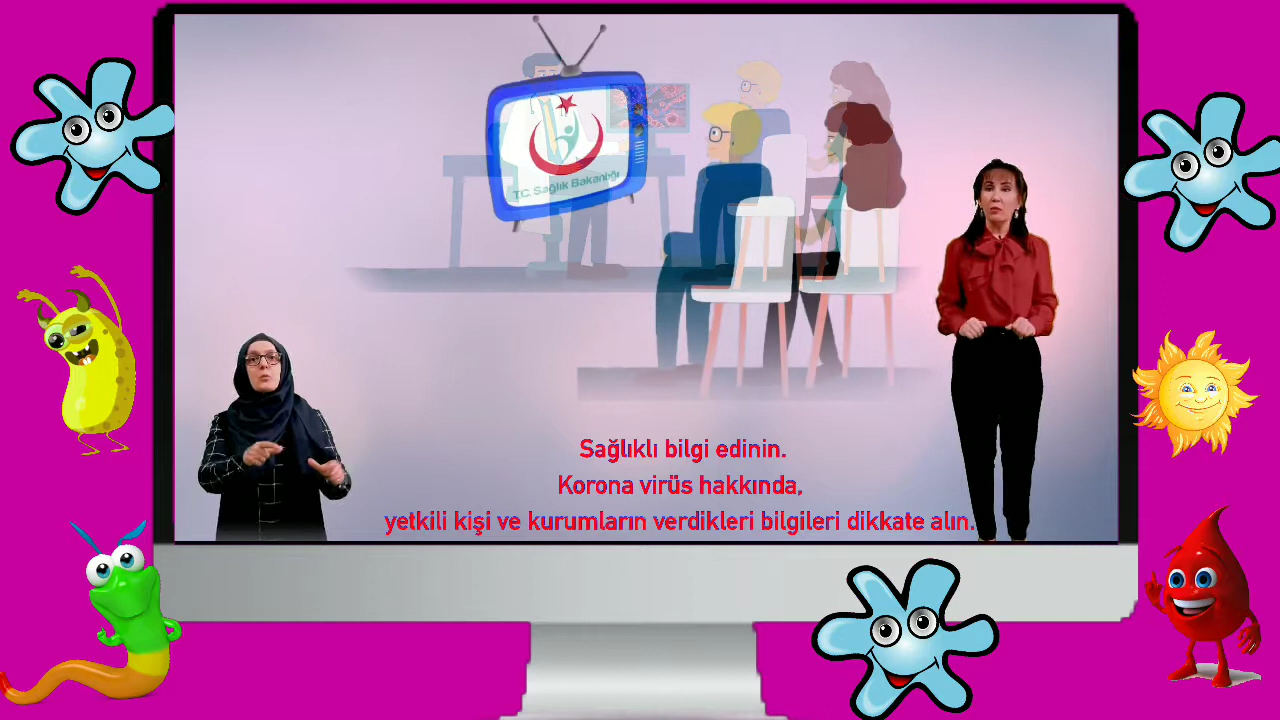 T.C. Sağlık Bakanlığı
Sağlıklı bilgi edinin.
Korona virüs hakkında,
yetkili kişi ve kurumların verdikleri bilgileri dikkate alın.